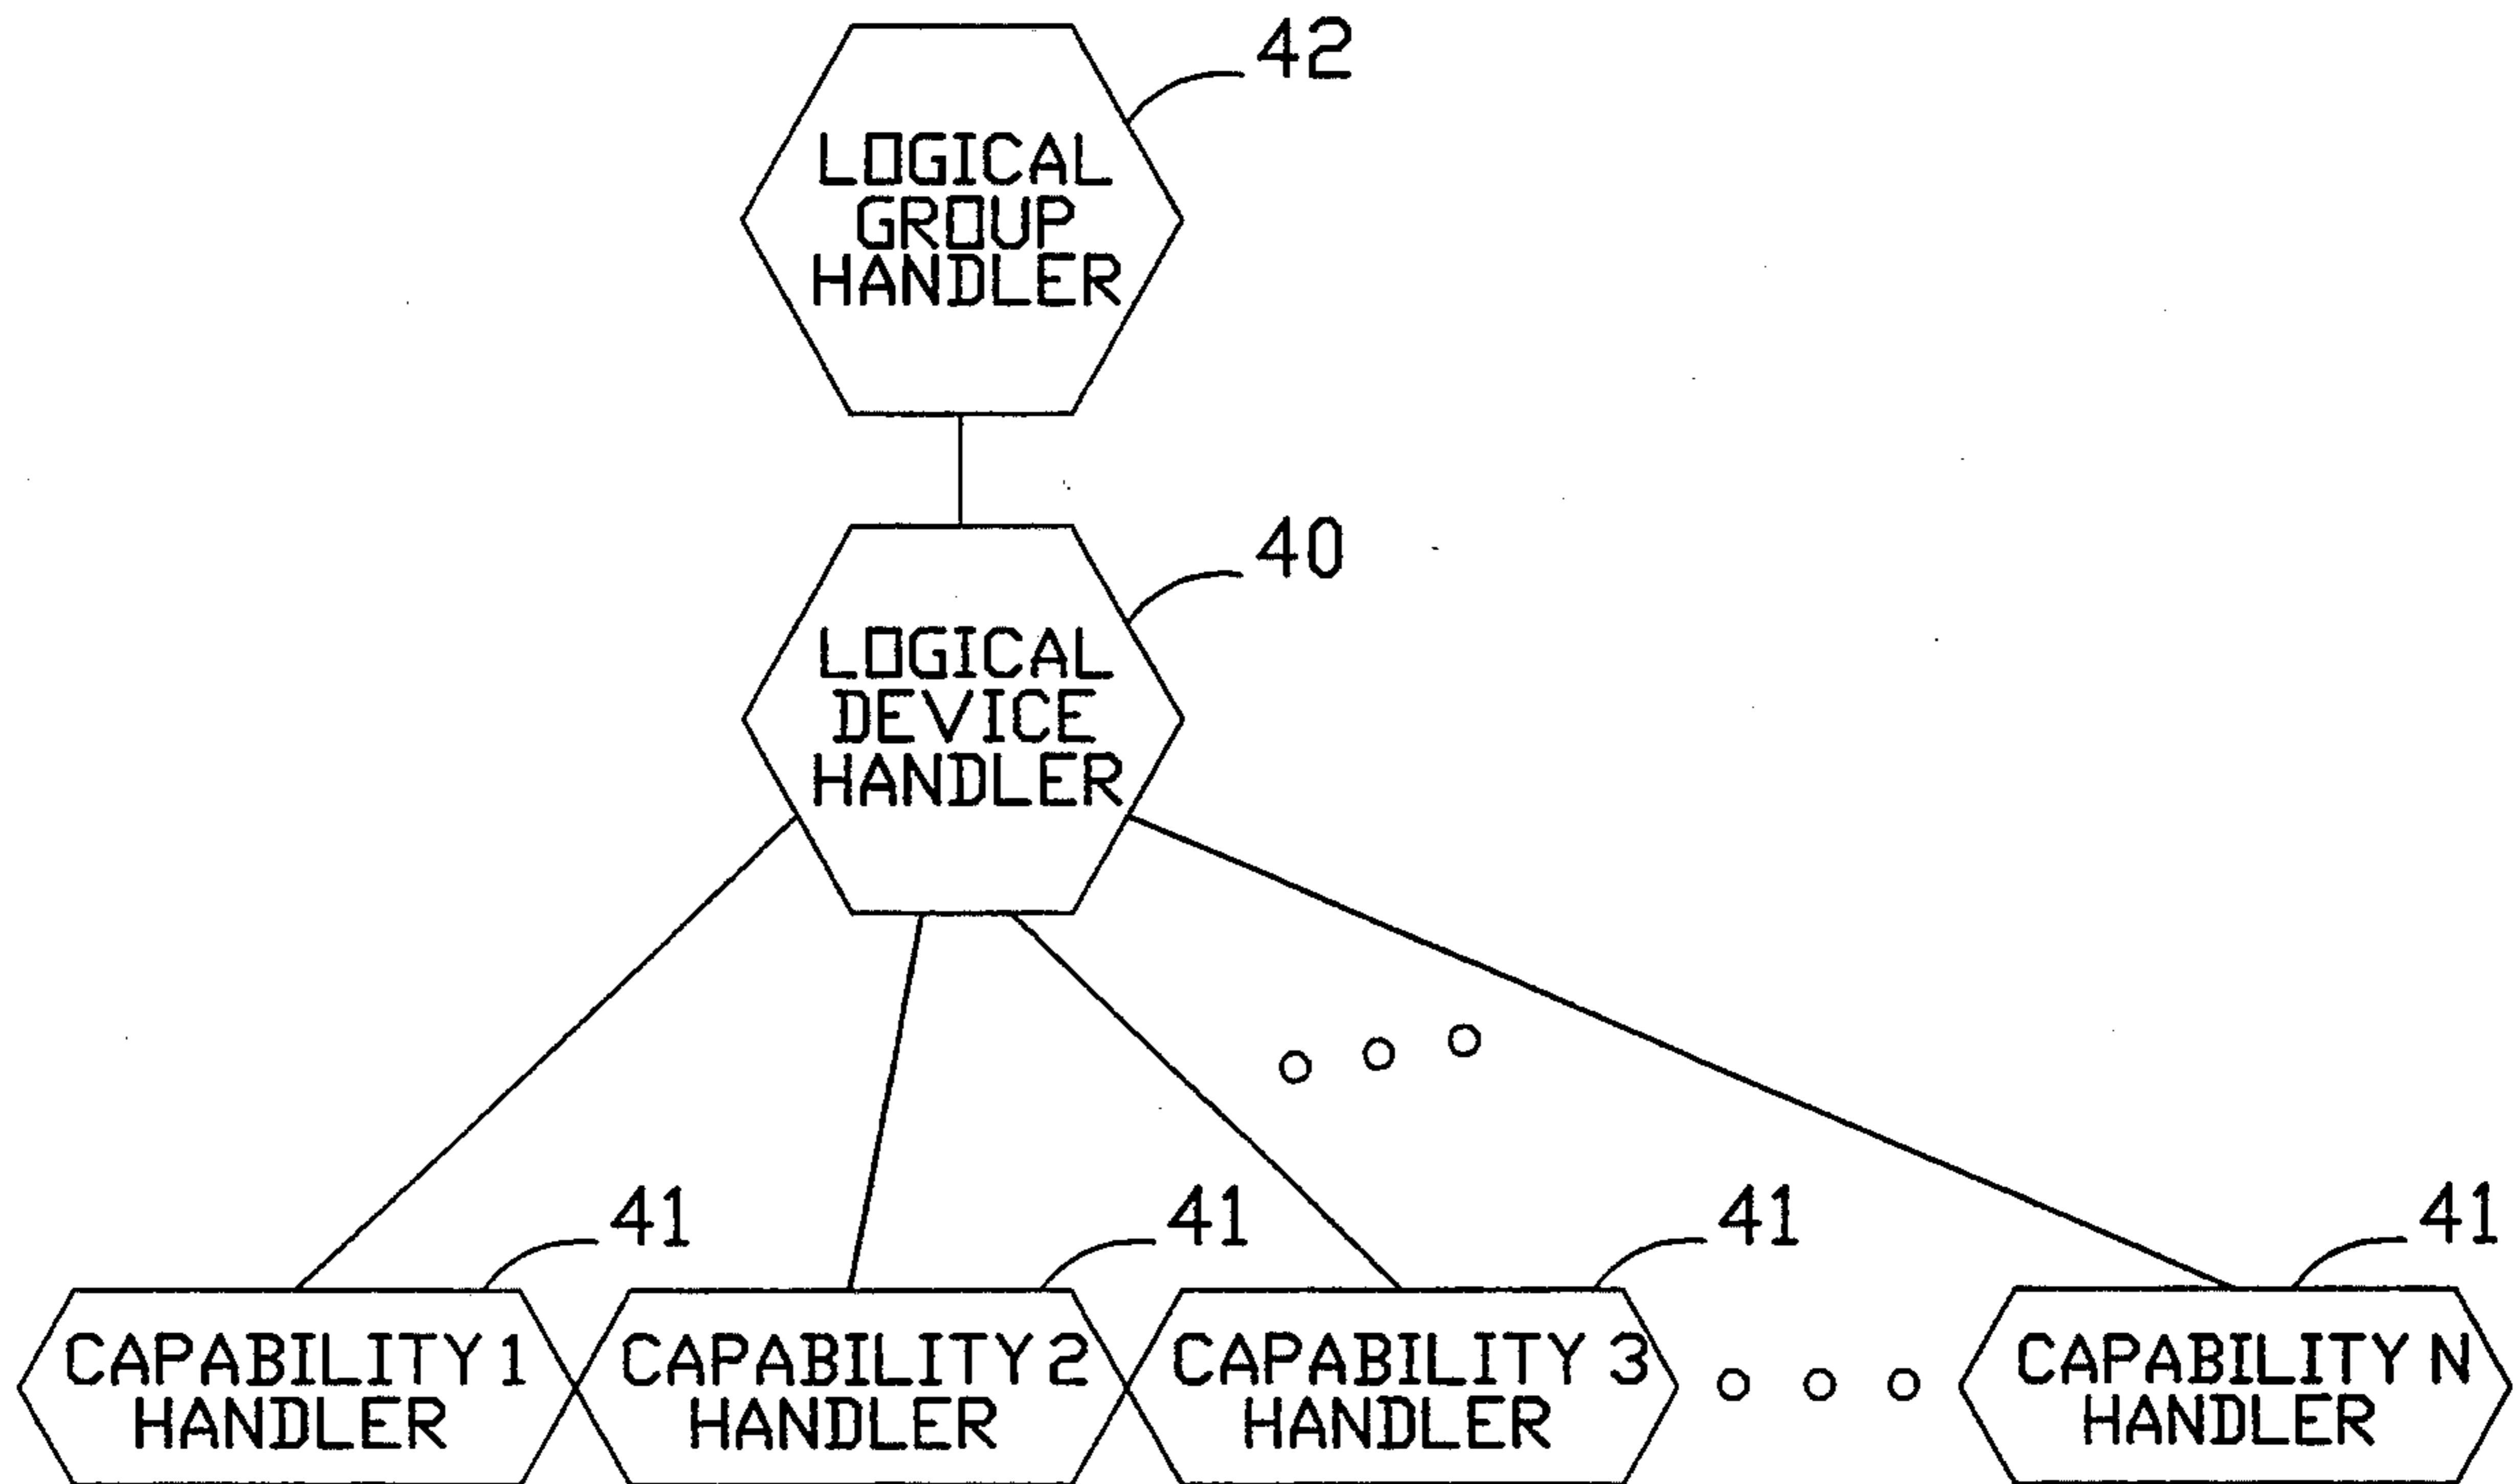 42
LOGICAL
GROUP
HANDLER
40
LOGICAL
DEVICE
HANDLER
41
41
41
41
CAPABILITY 1
HANDLER
CAPABILITY 2
HANDLER
CAPABILITY 3
HANDLER
CAPABILITY N
HANDLER